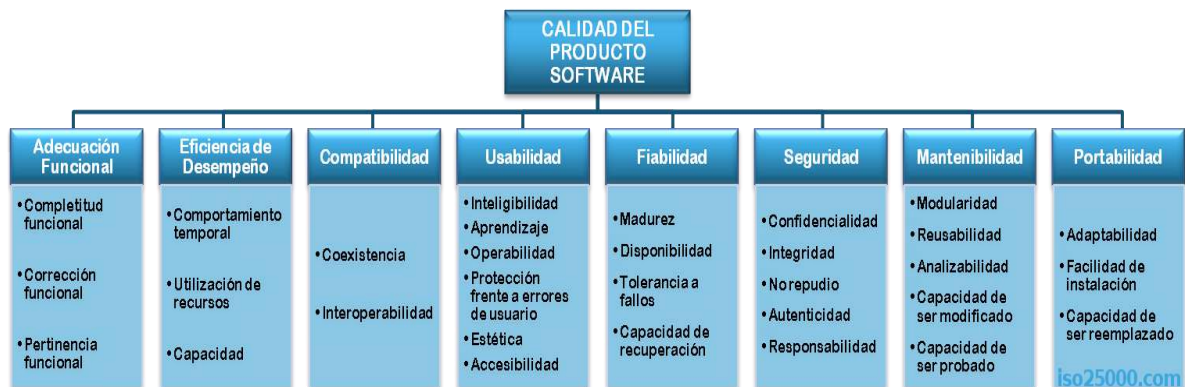 CALIDAD DEL
PRODUCTO
SOFTWARE
Adecuación
Funcional
•Completitud
funcional
•Corrección
funcional
•Pertinencia
funcional
Eficiencia de
Desempeño
•Comportamiento
temporal
•Utilización de
recursos
•Capacidad
Compatibilidad
•Coexistencia
•Interoperabilidad
Usabilidad
•Inteligibilidad
•Aprendizaje
•Operabilidad
•Protección
frente a errores
de usuario
•Estética
•Accesibilidad
Fiabilidad
•Madurez
•Disponibilidad
•Tolerancia a
fallos
•Capacidad de
recuperación
Seguridad
•Confidencialidad
•Integridad
•No repudio
•Autenticidad
•Responsabilidad
Mantenibilidad
•Modularidad
•Reusabilidad
•Analizabilidad
•Capacidad de
ser modificado
•Capacidad de
ser probado
Portabilidad
•Adaptabilidad
•Facilidad de
instalación
•Capacidad de
ser reemplazado
iso25000.com